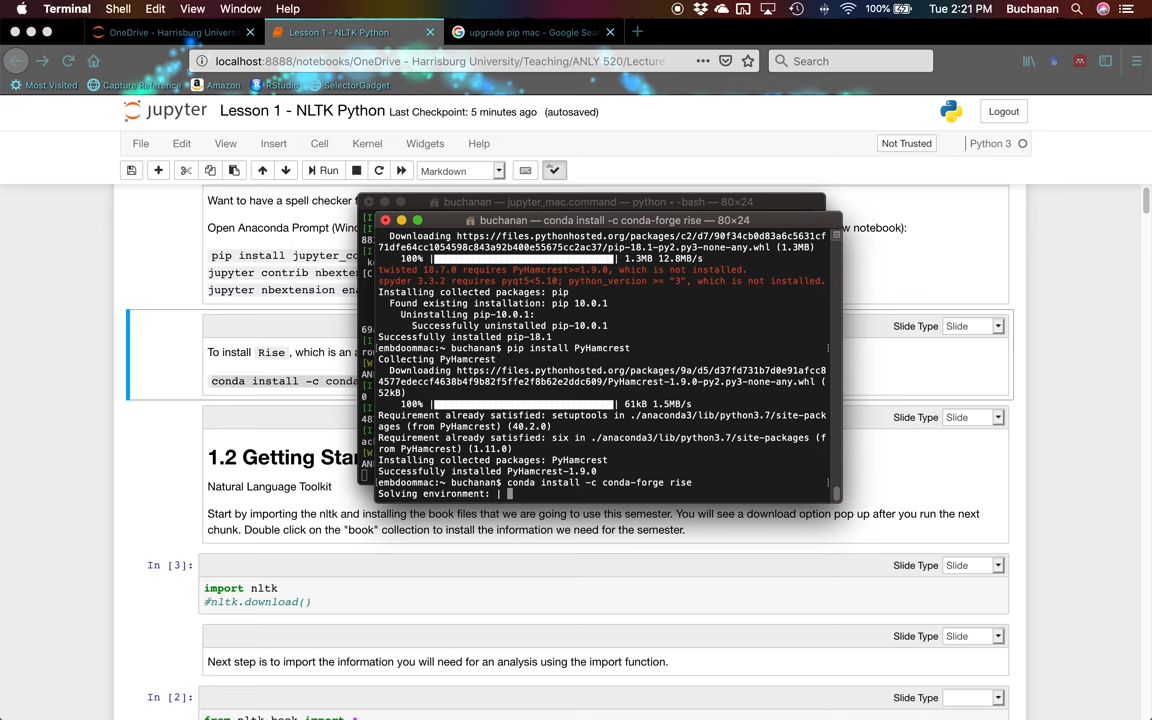 Terminal Shell Edit View Window Help 100% Tue 2:21 PM Buchanan
OneDrive - Harrisburg Univers
Lesson 1 - NLTK Python
upgrade pip mac - Google Sear
localhost:8888/notebooks/OneDrive - Harrisburg University/Teaching/ANLY 520/Lecture
Search
Most Visited Capture Reference Amazon RStudio SelectorGadget
jupyter Lesson 1 - NLTK Python Last Checkpoint: 5 minutes ago (autosaved)
Logout
File Edit View Insert Cell Kernel Widgets Help
Not Trusted Python 3
Run Markdown
Want to have a spell checker f
Open Anaconda Prompt (Wind
w notebook):
pip install jupyter_co
jupyter contrib nbexte
jupyter nbextension ena
Slide Type Slide
To install Rise, which is an a
conda install -c conda
Slide Type Slide
1.2 Getting Star
Natural Language Toolkit
Start by importing the nltk and installing the book files that we are going to use this semester. You will see a download option pop up after you run the next
chunk. Double click on the "book" collection to install the information we need for the semester.
Slide Type Slide
In [3]:
import nltk
#nltk.download()
Slide Type Slide
Next step is to import the information you will need for an analysis using the import function.
Slide Type
In [2]:
from nltk.book import *
buchanan — jupyter_mac.command — python • -bash — 80×24
buchanan — conda install -c conda-forge rise — 80×24
Downloading https://files.pythonhosted.org/packages/c2/d7/90f34cb0d83a6c5631cf
71dfe64cc1054598c843a92b400e55675cc2ac37/pip-18.1-py2.py3-none-any.whl (1.3MB)
100% 1.3MB 12.8MB/s
twisted 18.7.0 requires PyHamcrest>=1.9.0, which is not installed.
spyder 3.3.2 requires pyqt5<5.10; python_version >= "3", which is not installed.
Installing collected packages: pip
Found existing installation: pip 10.0.1
Uninstalling pip-10.0.1:
Successfully uninstalled pip-10.0.1
Successfully installed pip-18.1
embdoommac:~ buchanan$ pip install PyHamcrest
Collecting PyHamcrest
Downloading https://files.pythonhosted.org/packages/9a/d5/d37fd731b7d0e91afcc8
4577edeccf4638b4f9b82f5ffe2f8b62e2ddc609/PyHamcrest-1.9.0-py2.py3-none-any.whl (
52kB)
100% 61kB 1.5MB/s
Requirement already satisfied: setuptools in ./anaconda3/lib/python3.7/site-pack
ages (from PyHamcrest) (40.2.0)
Requirement already satisfied: six in ./anaconda3/lib/python3.7/site-packages (f
rom PyHamcrest) (1.11.0)
Installing collected packages: PyHamcrest
Successfully installed PyHamcrest-1.9.0
embdoommac:~ buchanan$ conda install -c conda-forge rise
Solving environment: |